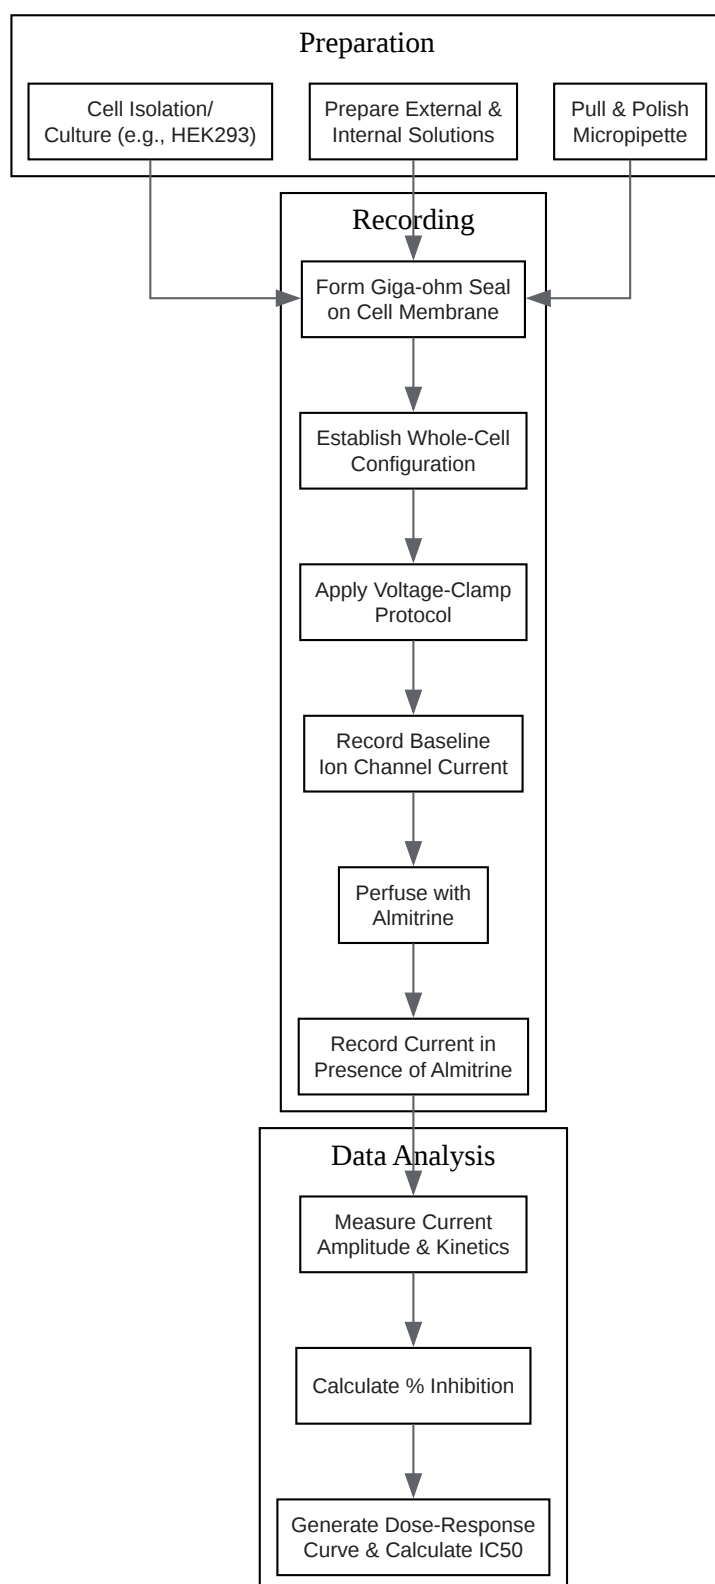 Preparation
Cell Isolation/
Culture (e.g., HEK293)
Prepare External &
Internal Solutions
Pull & Polish
Micropipette
Recording
Form Giga-ohm Seal
on Cell Membrane
Establish Whole-Cell
Configuration
Apply Voltage-Clamp
Protocol
Record Baseline
Ion Channel Current
Perfuse with
Almitrine
Record Current in
Presence of Almitrine
Data Analysis
Measure Current
Amplitude & Kinetics
Calculate % Inhibition
Generate Dose-Response
Curve & Calculate IC50